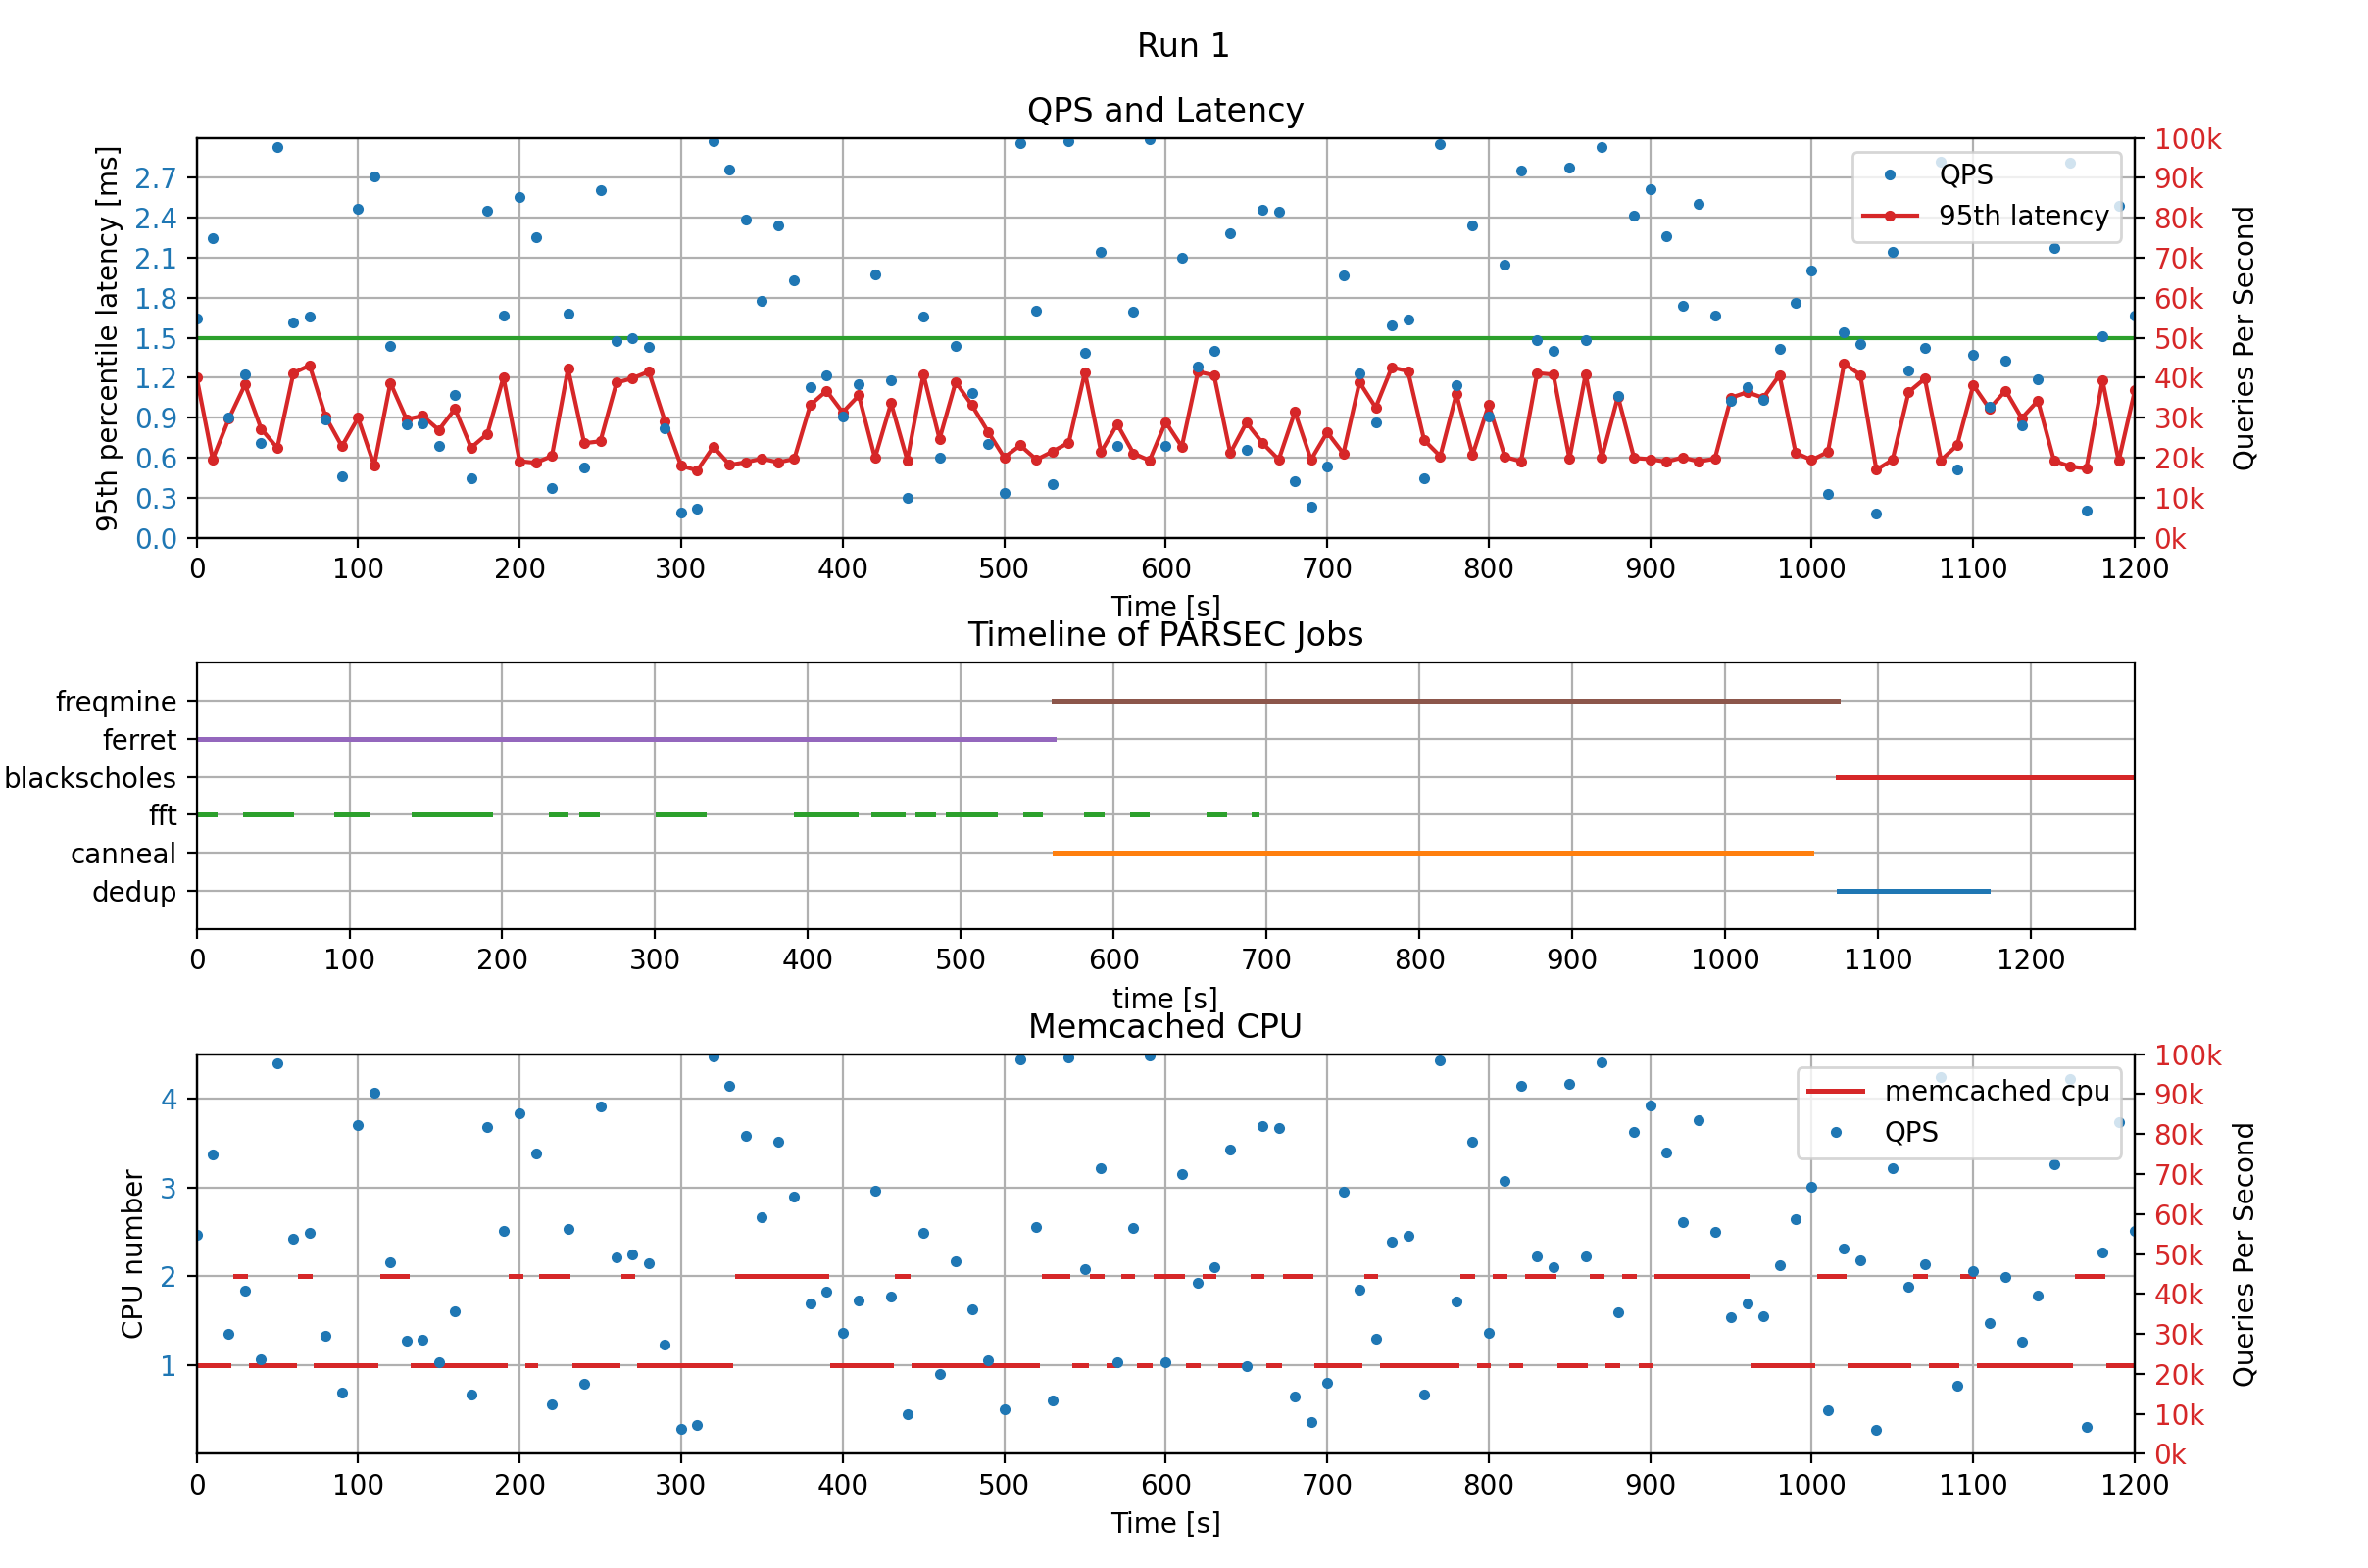 Run 1
QPS and Latency
95th percentile latency [ms]
2.7
2.4
2.1
1.8
1.5
1.2
0.9
0.6
0.3
0.0
100k
90k
80k
70k
60k
50k
40k
30k
20k
10k
0k
Queries Per Second
QPS
95th latency
0 100 200 300 400 500 600 700 800 900 1000 1100 1200
Time [s]
Timeline of PARSEC Jobs
freqmine
ferret
blackscholes
fft
canneal
dedup
0 100 200 300 400 500 600 700 800 900 1000 1100 1200
time [s]
Memcached CPU
CPU number
4
3
2
1
100k
90k
80k
70k
60k
50k
40k
30k
20k
10k
0k
Queries Per Second
memcached cpu
QPS
0 100 200 300 400 500 600 700 800 900 1000 1100 1200
Time [s]